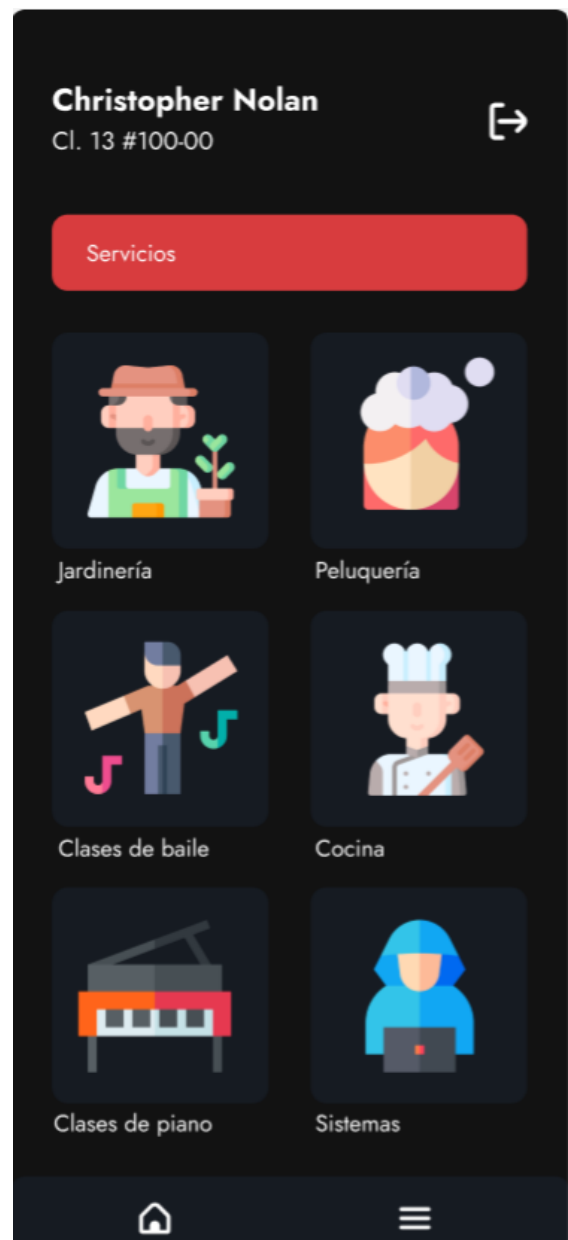 Christopher Nolan
Cl. 13 #100-00
Servicios
Jardinería
Peluquería
Clases de baile
Cocina
Clases de piano
Sistemas